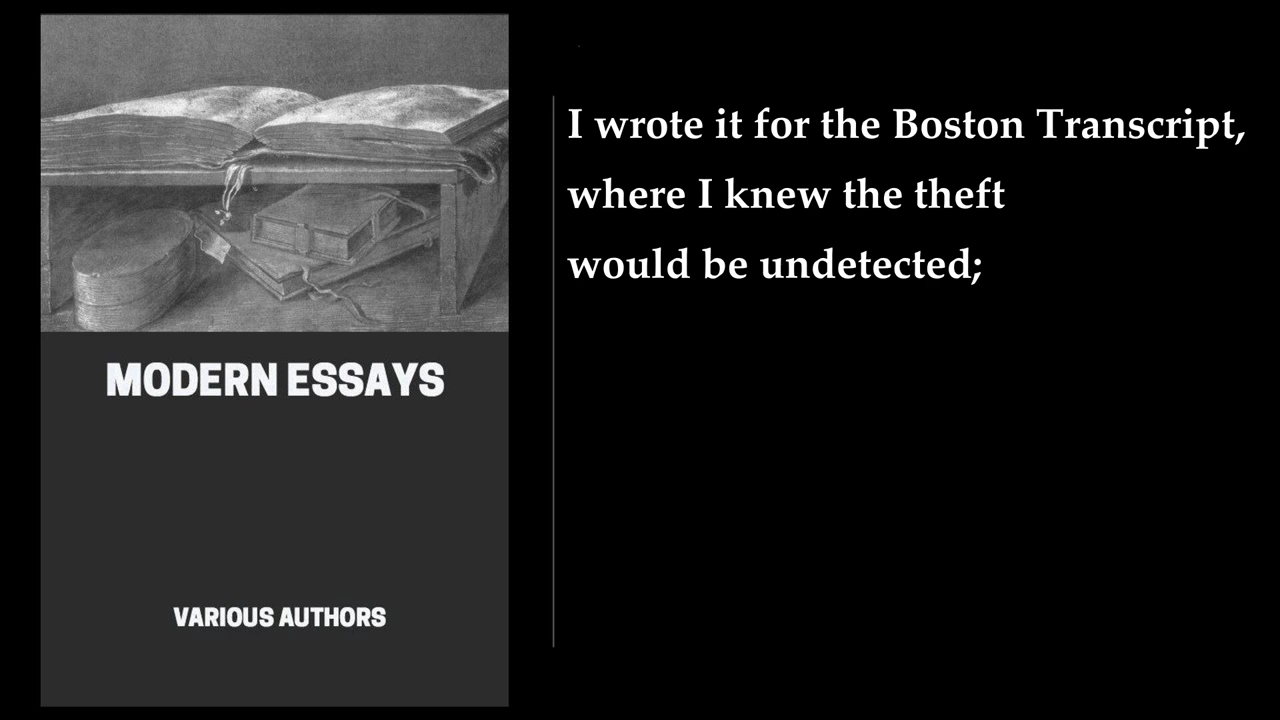 MODERN ESSAYS
VARIOUS AUTHORS
I wrote it for the Boston Transcript,
where I knew the theft
would be undetected;